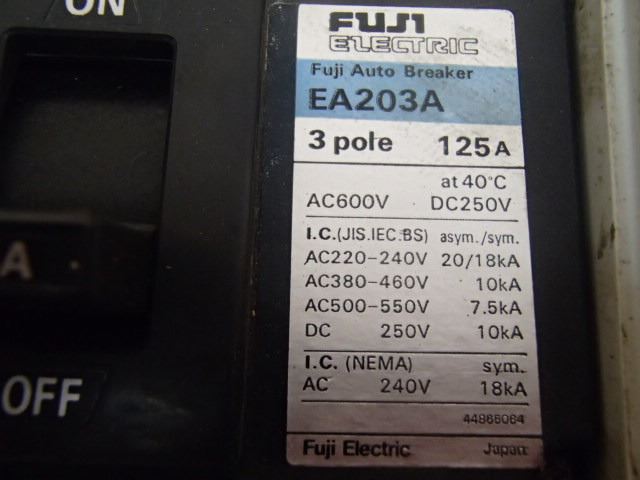 ON
A
OFF
FUJI
ELECTRIC
Fuji Auto Breaker
EA203A
3 pole 125A
at 40°C
AC600V DC250V
I.C.(JIS.IEC.BS) asym./sym.
AC220-240V 20/18kA
AC380-460V 10kA
AC500-550V 7.5kA
DC 250V 10kA
I.C. (NEMA) sym.
AC 240V 18kA
44865064
Fuji Electric Japan